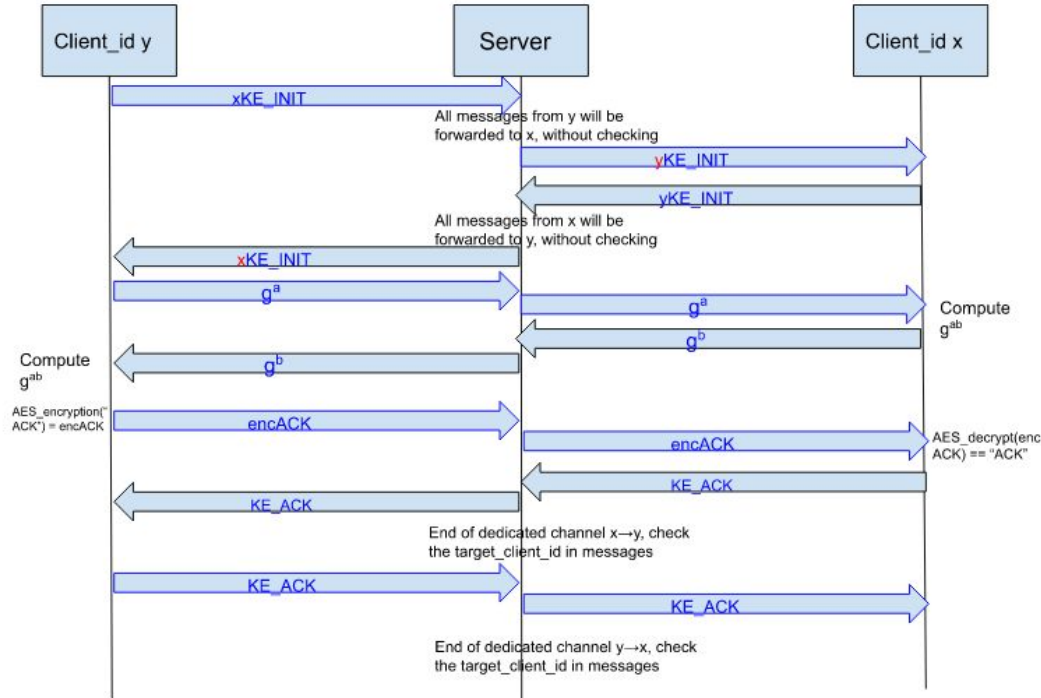 Client_id y
Server
Client_id x
xKE_INIT
All messages from y will be
forwarded to x, without checking
yKE_INIT
yKE_INIT
All messages from x will be
forwarded to y, without checking
xKE_INIT
g^a
g^a
Compute
g^ab
g^b
g^b
Compute
g^ab
AES_encryption("
ACK") = encACK
encACK
encACK
AES_decrypt(enc
ACK) == “ACK”
KE_ACK
KE_ACK
End of dedicated channel x→y, check
the target_client_id in messages
KE_ACK
KE_ACK
End of dedicated channel y→x, check
the target_client_id in messages